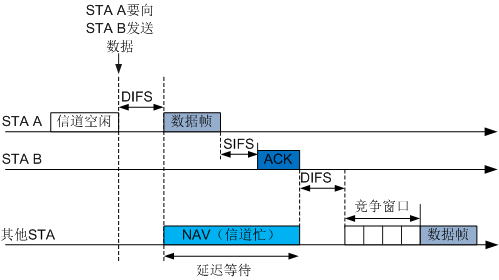 STA A要向
STA B发送
数据
DIFS
STA A
信道空闲
数据帧
SIFS
STA B
ACK
DIFS
竞争窗口
其他STA
NAV（信道忙）
数据帧
延迟等待